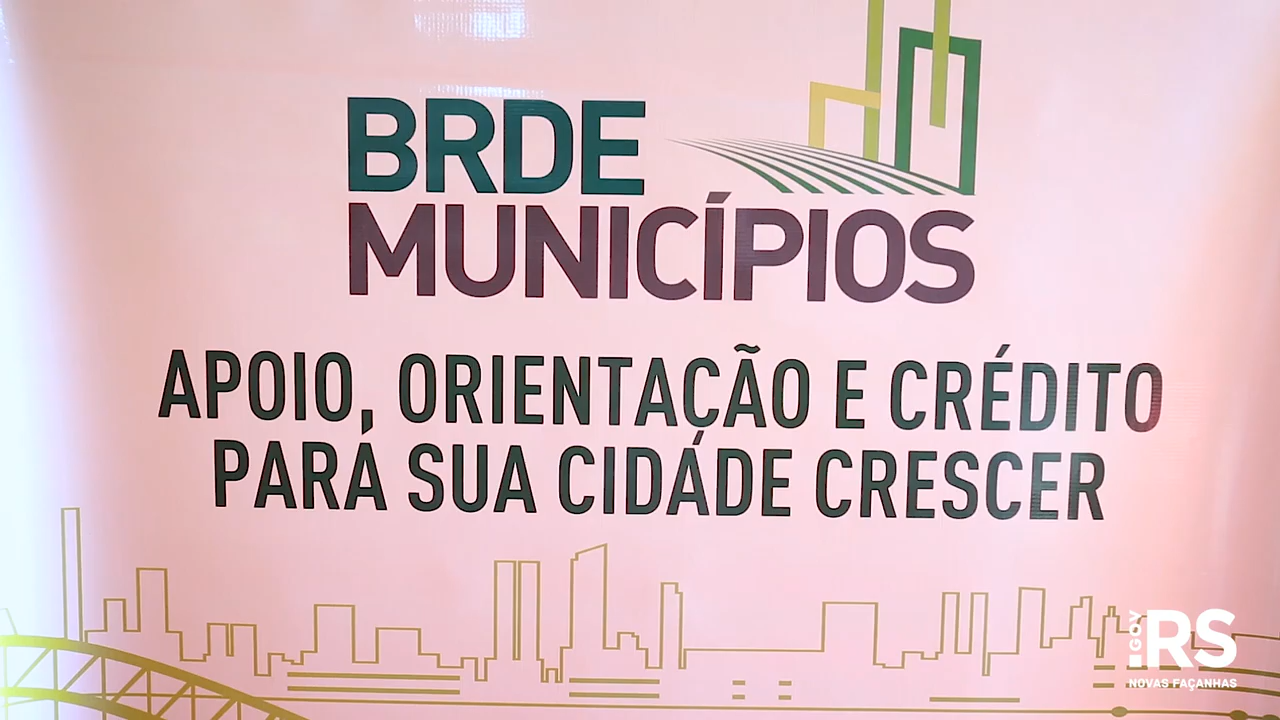 BRDE
MUNICÍPIOS
APOIO, ORIENTAÇÃO E CRÉDITO
PARA SUA CIDADE CRESCER
.GOV RS
NOVAS FAÇANHAS